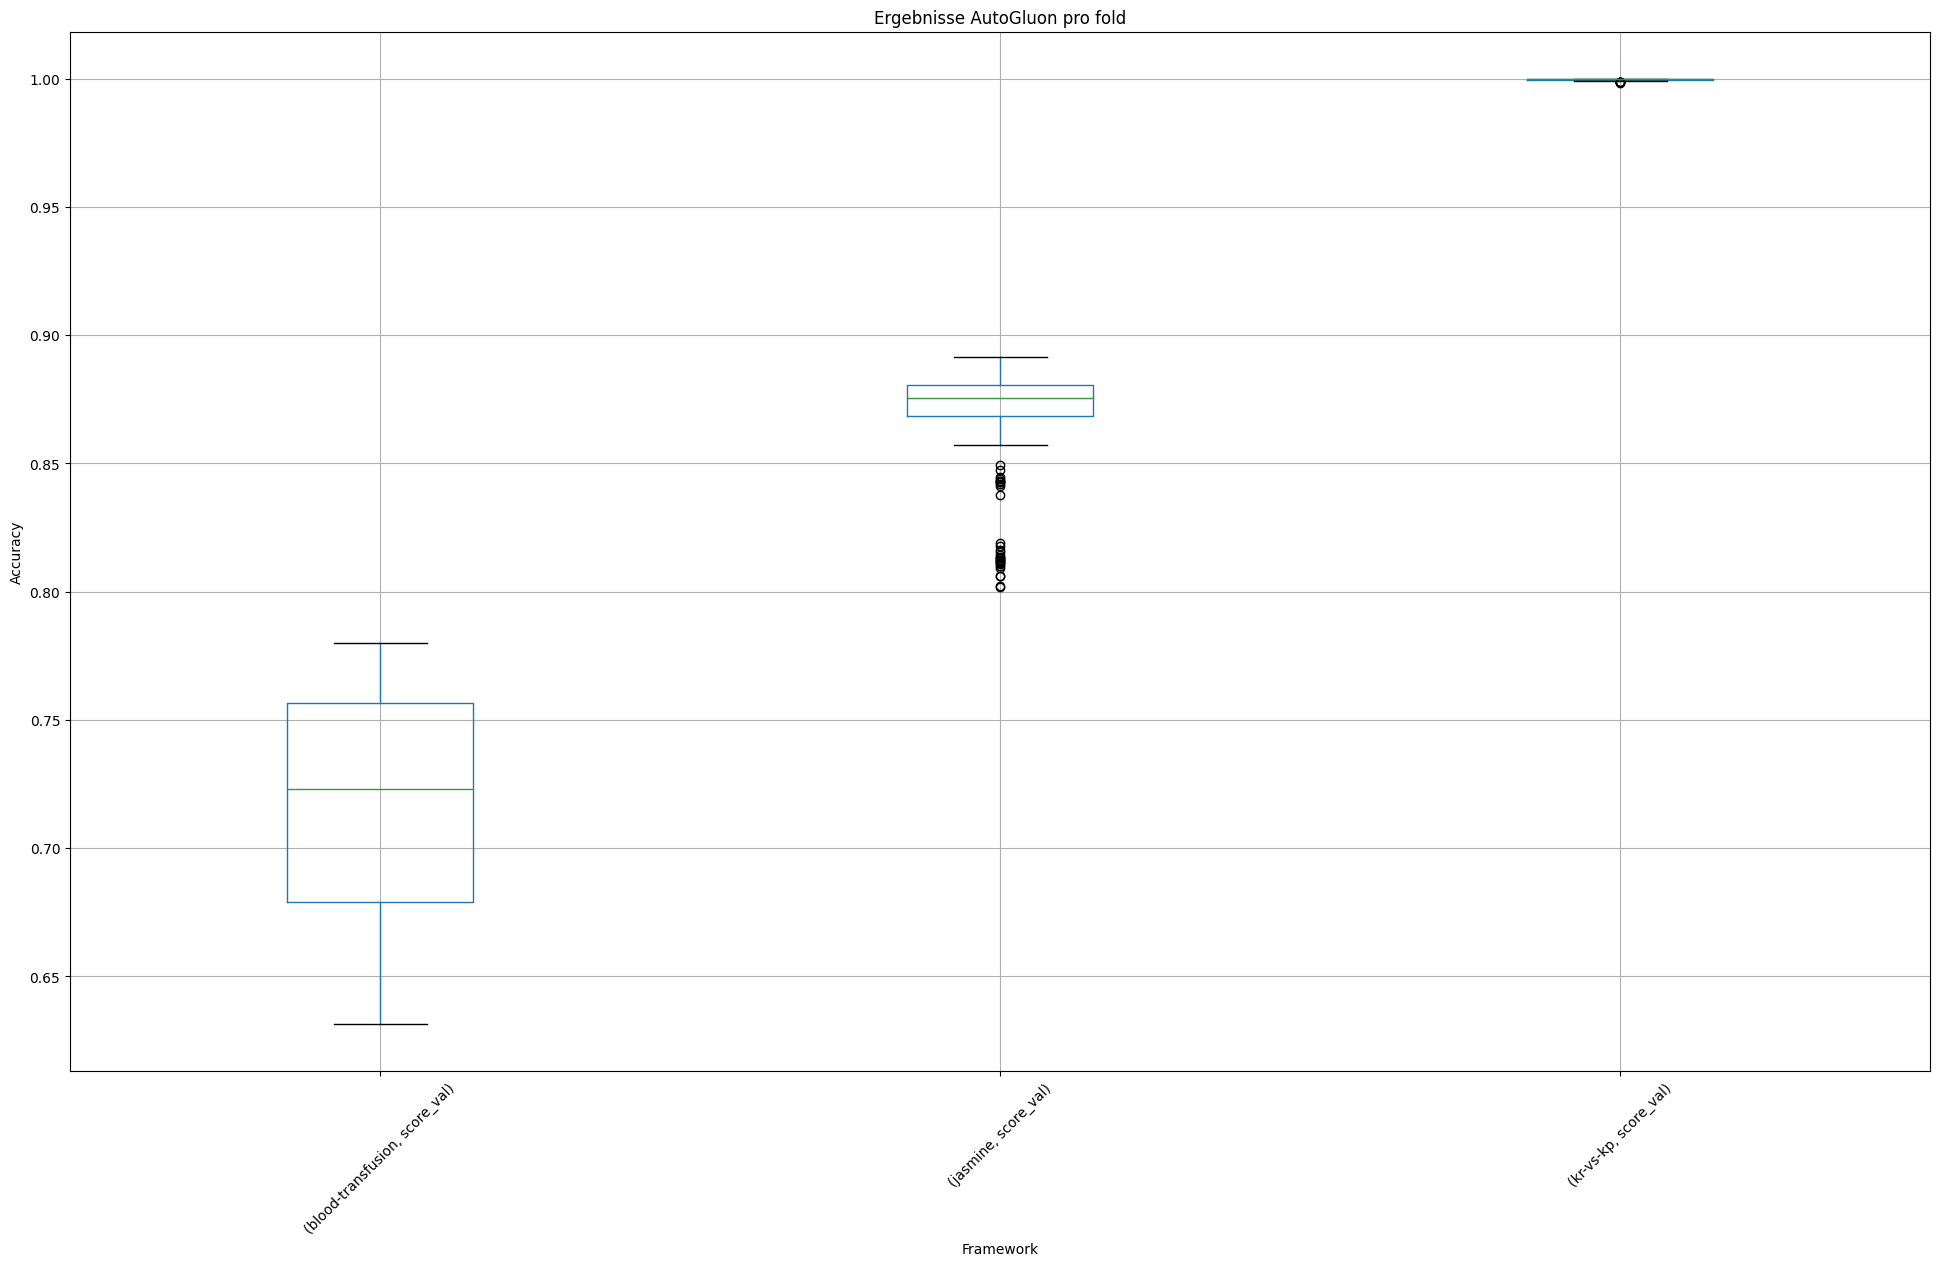 Ergebnisse AutoGluon pro fold
1.00
0.95
0.90
0.85
0.80
0.75
0.70
0.65
Accuracy
(blood-transfusion, score_val)
(jasmine, score_val)
(kr-vs-kp, score_val)
Framework